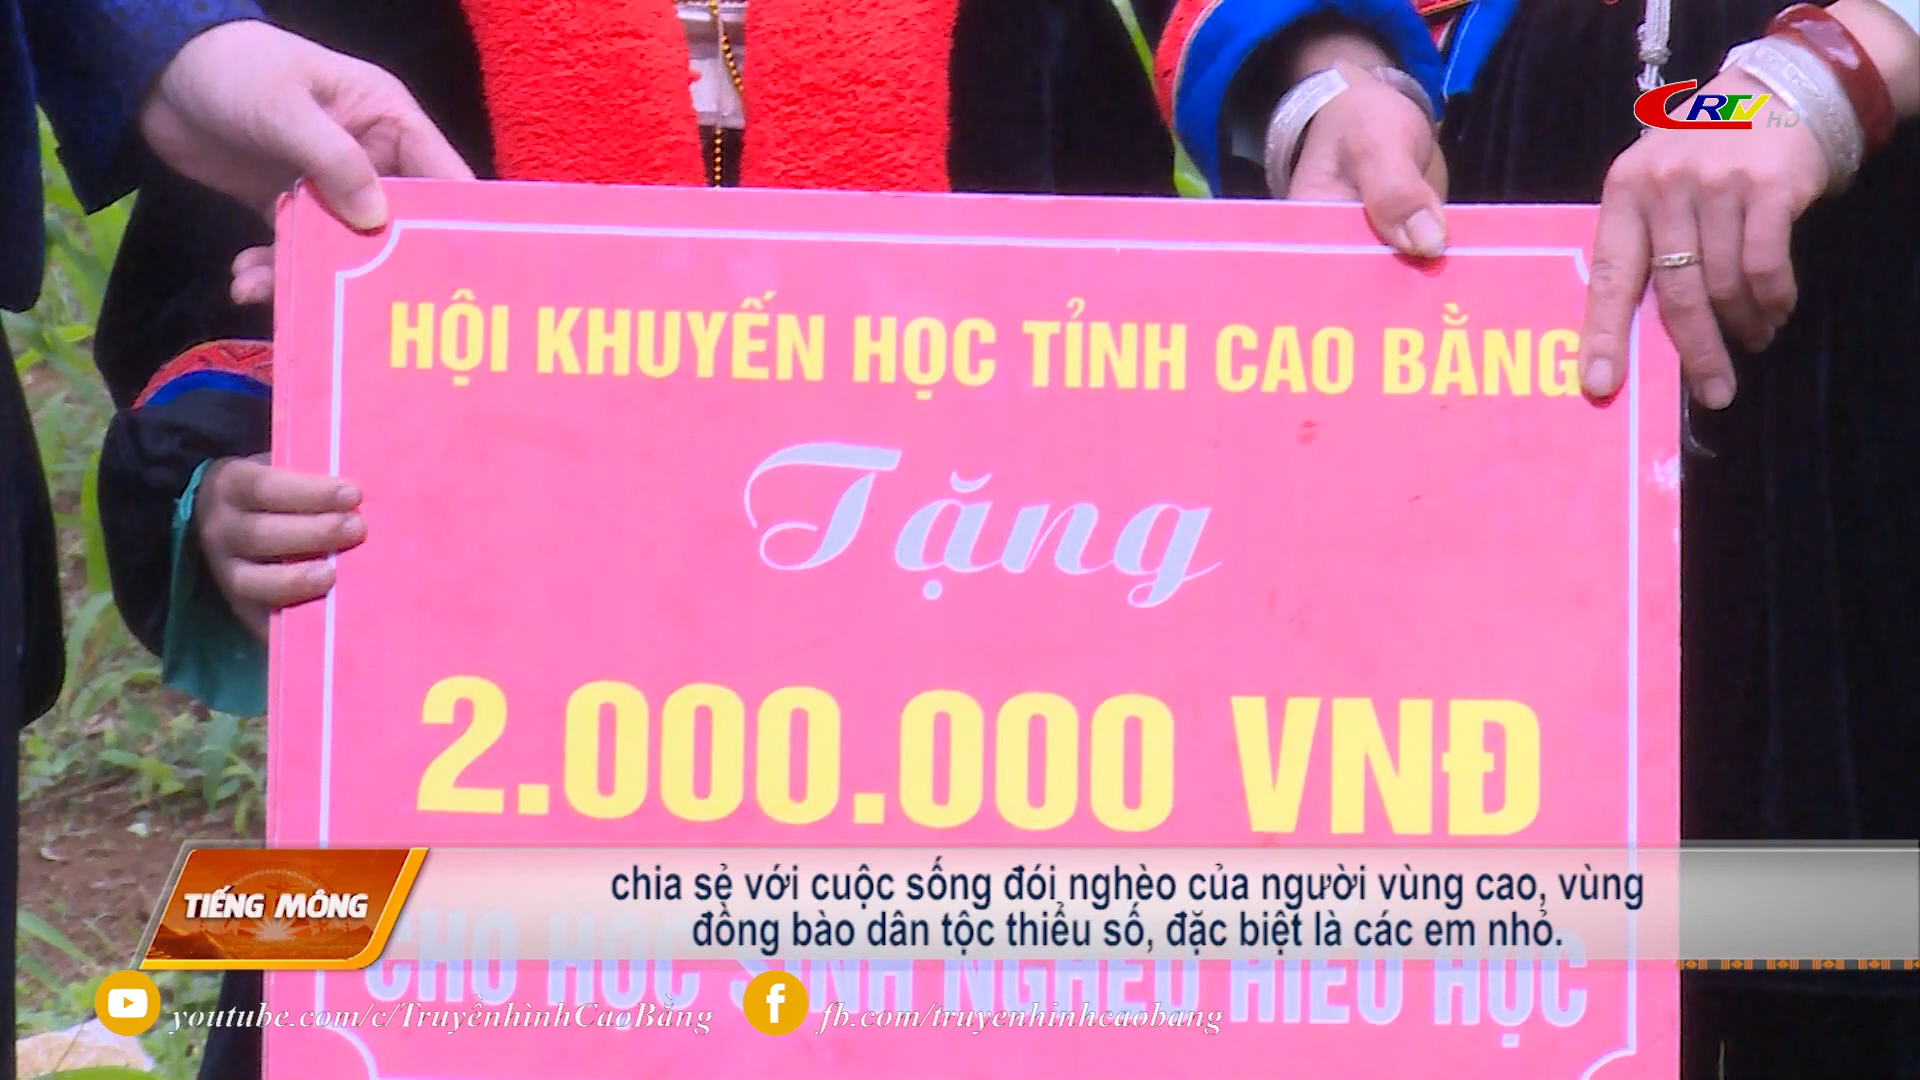 CRTV HD
HỘI KHUYẾN HỌC TỈNH CAO BẰNG
Tặng
2.000.000 VNĐ
TIẾNG MÔNG
chia sẻ với cuộc sống đói nghèo của người vùng cao, vùng
đồng bào dân tộc thiểu số, đặc biệt là các em nhỏ.
CHO HỌC SINH NGHÈO HIẾU HỌC
youtube.com/c/TruyềnhìnhCaoBằng
fb.com/truyenhinhcaobang